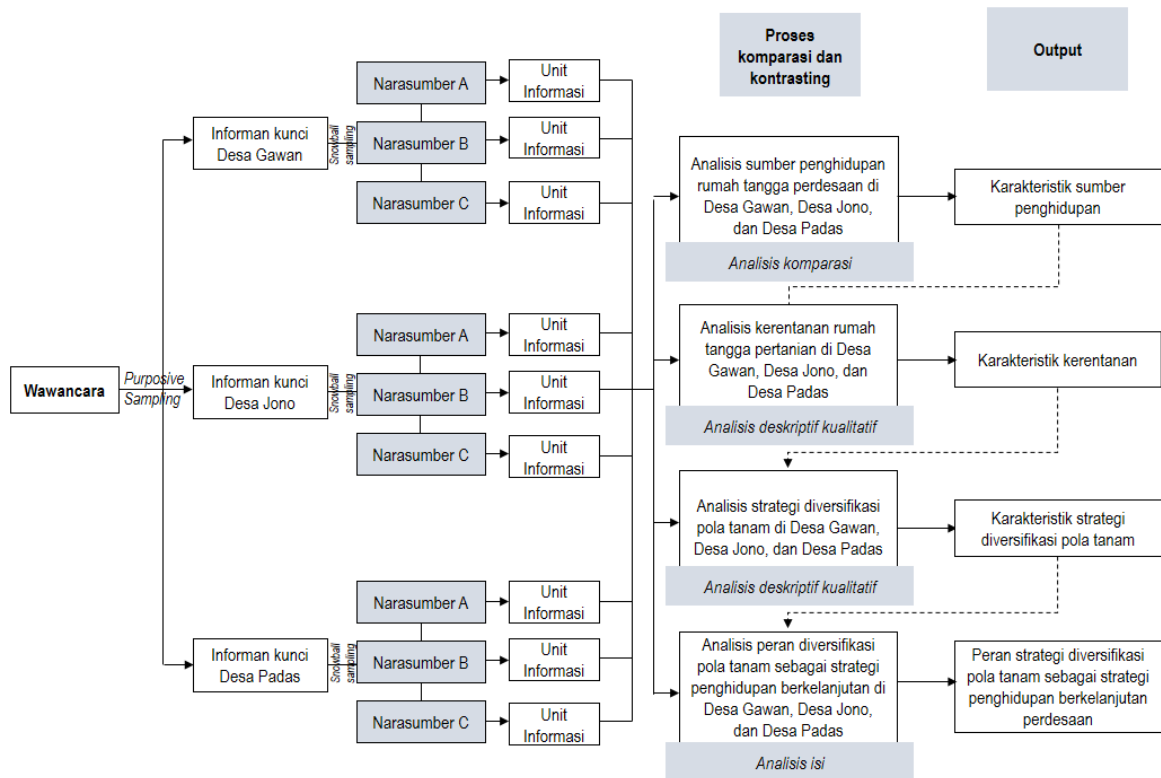 Proses
komparasi dan
kontrasting
Output
Wawancara
Purposive
Sampling
Informan kunci
Desa Gawan
Snowball
sampling
Narasumber A
Unit
Informasi
Narasumber B
Unit
Informasi
Narasumber C
Unit
Informasi
Informan kunci
Desa Jono
Snowball
sampling
Narasumber A
Unit
Informasi
Narasumber B
Unit
Informasi
Narasumber C
Unit
Informasi
Informan kunci
Desa Padas
Snowball
sampling
Narasumber A
Unit
Informasi
Narasumber B
Unit
Informasi
Narasumber C
Unit
Informasi
Analisis sumber penghidupan
rumah tangga perdesaan di
Desa Gawan, Desa Jono,
dan Desa Padas
Analisis komparasi
Karakteristik sumber
penghidupan
Analisis kerentanan rumah
tangga pertanian di Desa
Gawan, Desa Jono, dan
Desa Padas
Analisis deskriptif kualitatif
Karakteristik kerentanan
Analisis strategi diversifikasi
pola tanam di Desa Gawan,
Desa Jono, dan Desa Padas
Analisis deskriptif kualitatif
Karakteristik strategi
diversifikasi pola tanam
Analisis peran diversifikasi
pola tanam sebagai strategi
penghidupan berkelanjutan di
Desa Gawan, Desa Jono,
dan Desa Padas
Analisis isi
Peran strategi diversifikasi
pola tanam sebagai strategi
penghidupan berkelanjutan
perdesaan